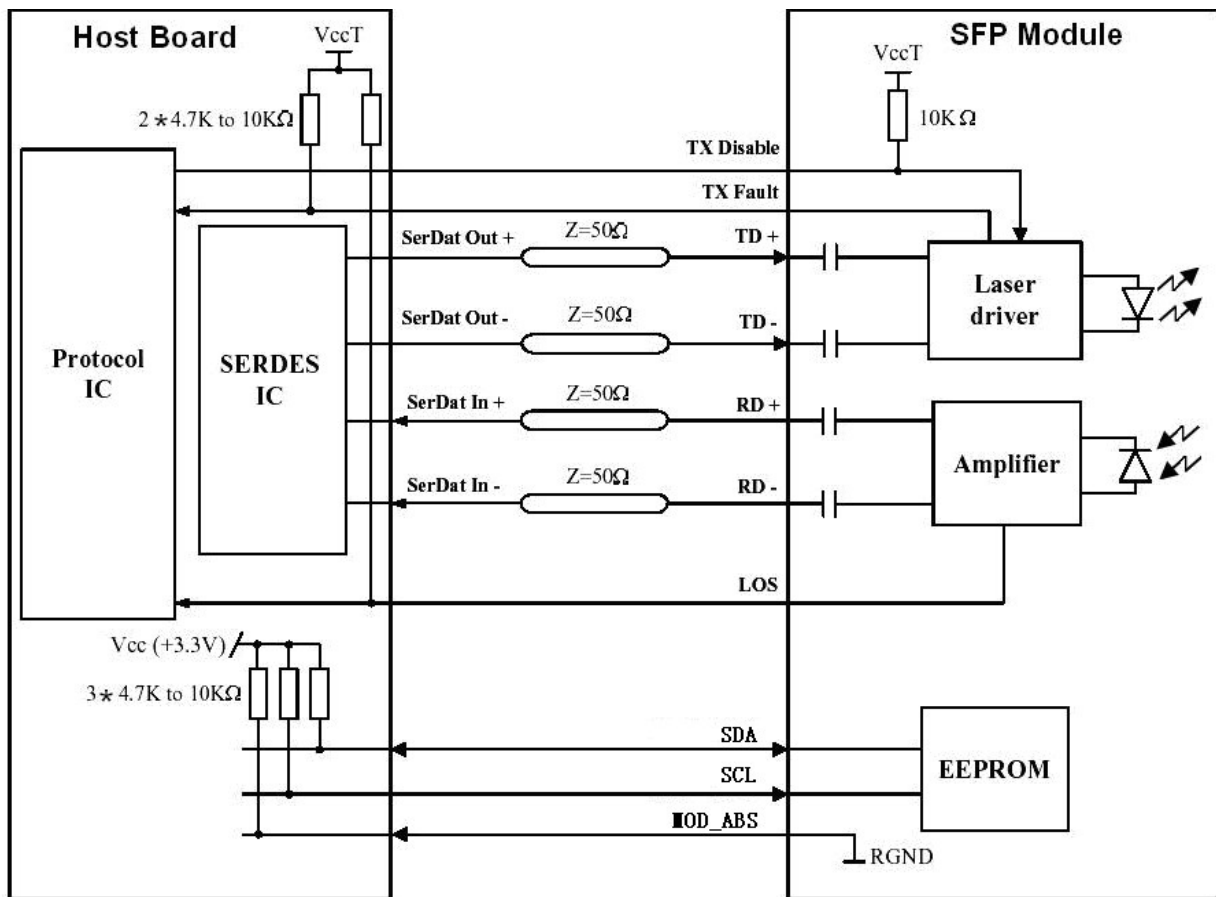 Host Board
SFP Module
VccT
VccT
2*4.7K to 10KΩ
10KΩ
TX Disable
TX Fault
SerDat Out +
Z=50Ω
TD +
Laser
driver
SerDat Out -
Z=50Ω
TD -
Protocol
IC
SERDES
IC
SerDat In +
Z=50Ω
RD +
Amplifier
SerDat In -
Z=50Ω
RD -
LOS
Vcc (+3.3V)
3*4.7K to 10KΩ
SDA
SCL
EEPROM
MOD_ABS
RGND